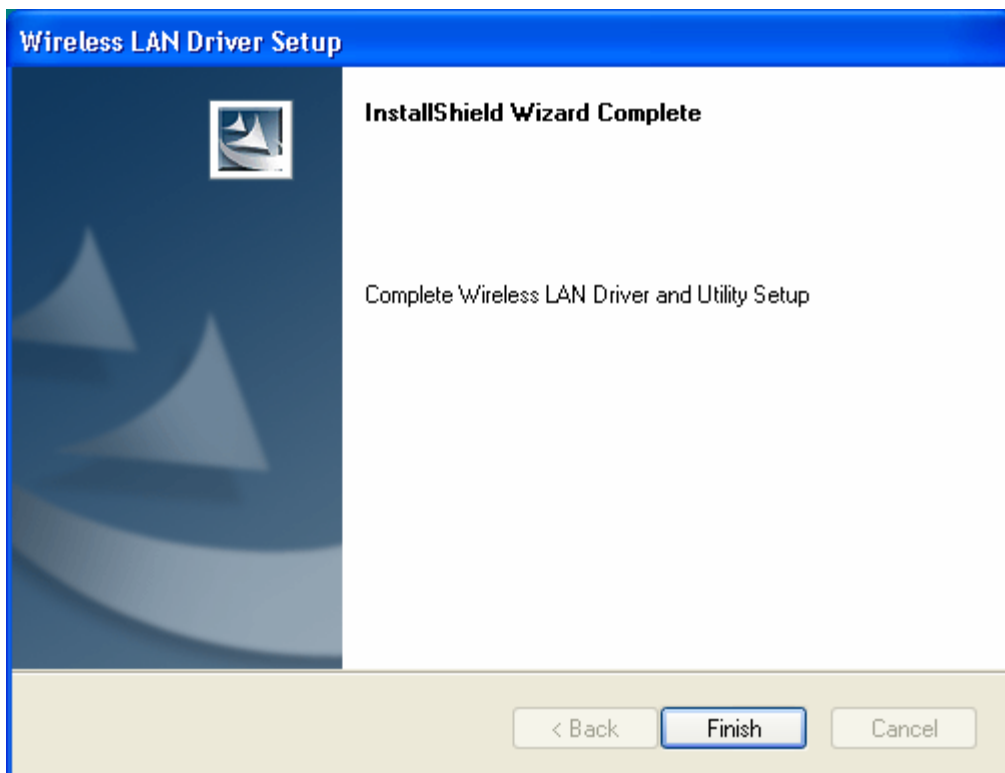 Wireless LAN Driver Setup
InstallShield Wizard Complete
Complete Wireless LAN Driver and Utility Setup
< Back Finish Cancel